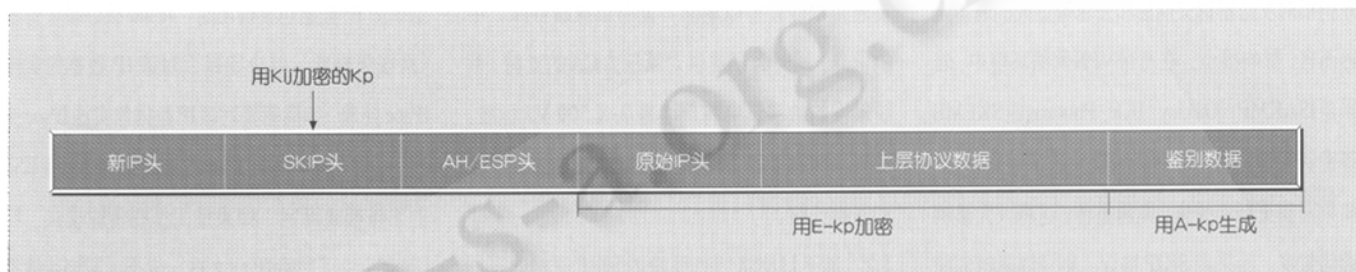 用Kij加密的Kp
新IP头 SKIP头 AH/ESP头 原始IP头 上层协议数据 鉴别数据
用E-kp加密 用A-kp生成
s-a.org.c